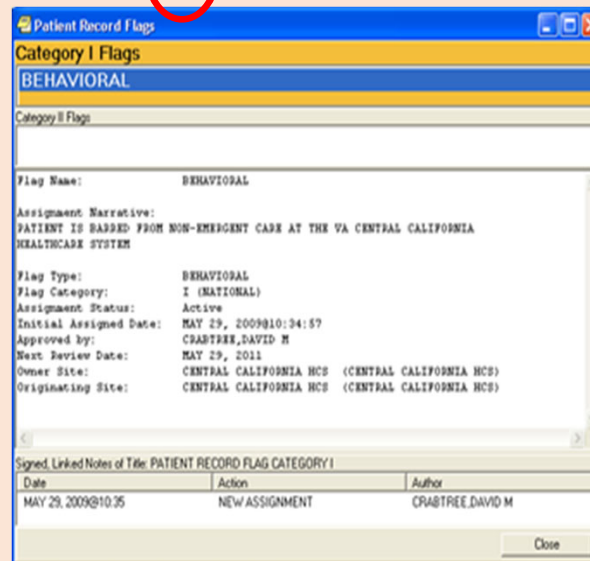 Patient Record Flags
Category I Flags
BEHAVIORAL
Category II Flags
Flag Name: BEHAVIORAL
Assignment Narrative:
PATIENT IS BARRED FROM NON-EMERGENT CARE AT THE VA CENTRAL CALIFORNIA
HEALTHCARE SYSTEM
Flag Type: BEHAVIORAL
Flag Category: I (NATIONAL)
Assignment Status: Active
Initial Assigned Date: MAY 29, 2009@10:34:57
Approved by: CRABTREE,DAVID M
Next Review Date: MAY 29, 2011
Owner Site: CENTRAL CALIFORNIA HCS (CENTRAL CALIFORNIA HCS)
Originating Site: CENTRAL CALIFORNIA HCS (CENTRAL CALIFORNIA HCS)
Signed, Linked Notes of Title: PATIENT RECORD FLAG CATEGORY I
Date Action Author
MAY 29, 2009@10:35 NEW ASSIGNMENT CRABTREE,DAVID M
Close